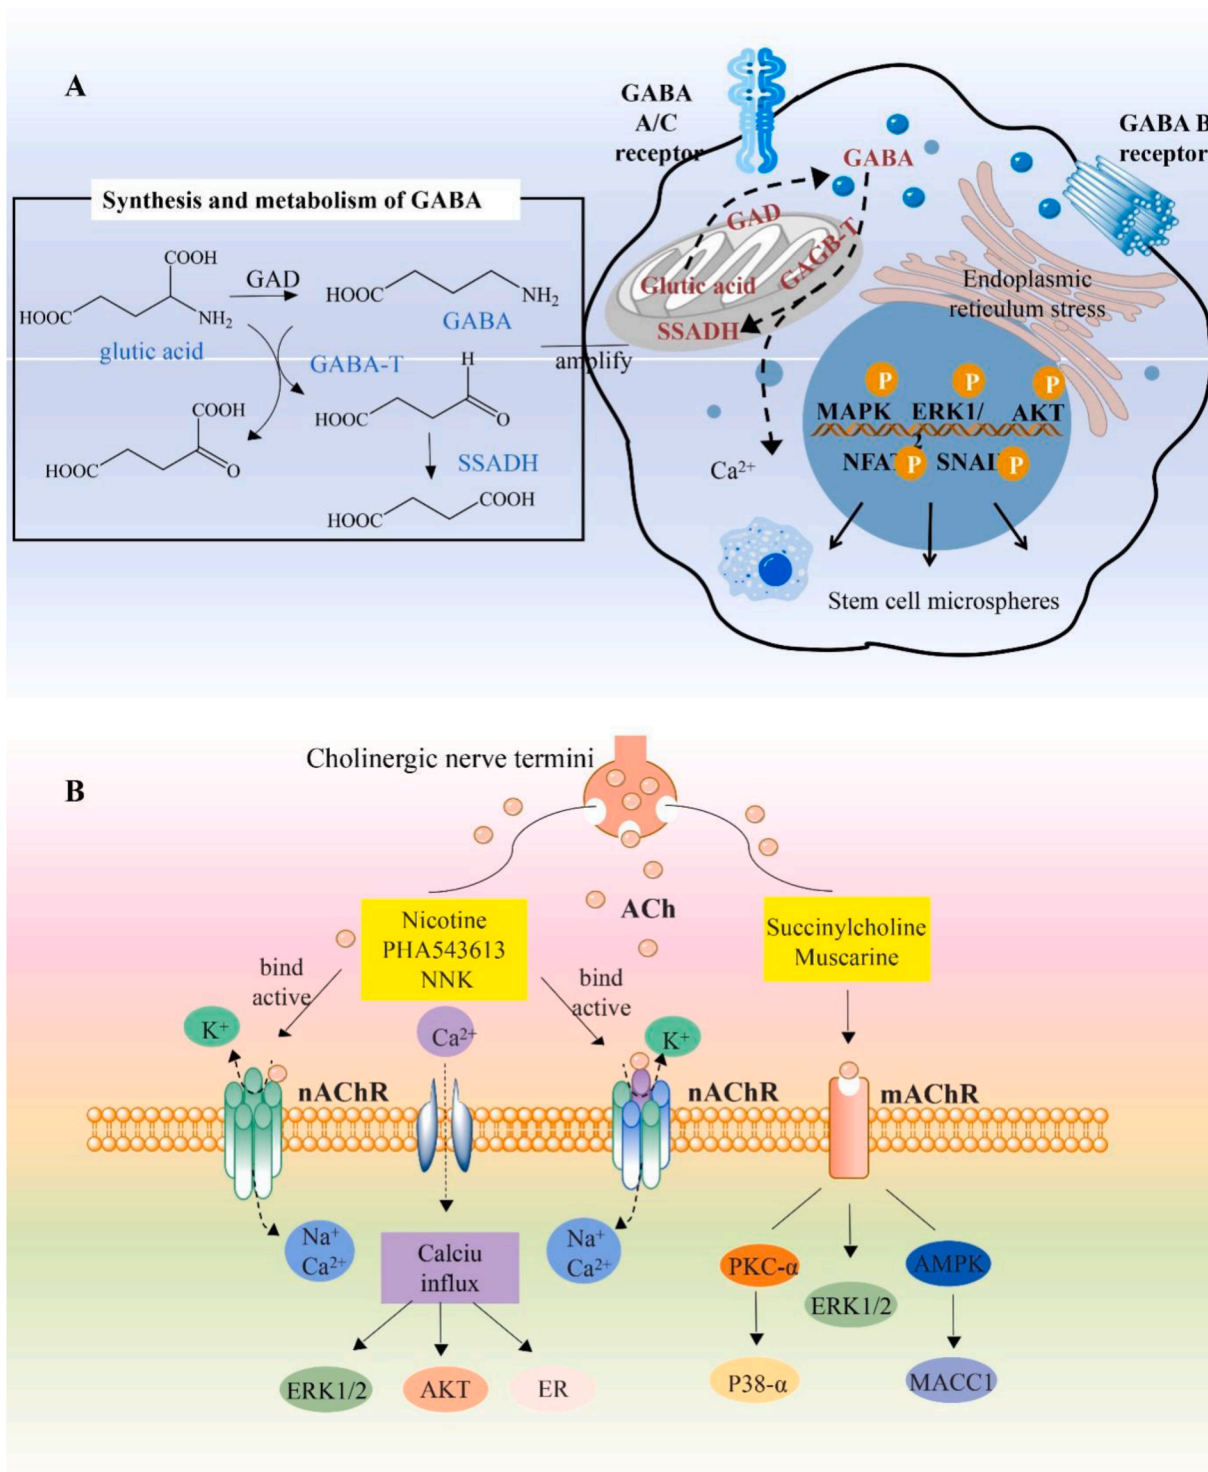 A
GABA
A/C
receptor
GABA B
receptor
Synthesis and metabolism of GABA
COOH
HOOC
NH₂
glutic acid
GAD
HOOC
NH₂
GABA
GABA-T
COOH
HOOC
O
H
HOOC
O
SSADH
COOH
HOOC
amplify
GABA
GAD
GAGB-T
Glutic acid
SSADH
Endoplasmic
reticulum stress
Ca²⁺
P
P
P
MAPK
ERK1/
2
AKT
NFAT
P
SNAI
P
Stem cell microspheres
B
Cholinergic nerve termini
ACh
Nicotine
PHA543613
NNK
Succinylcholine
Muscarine
bind
active
bind
active
K⁺
Ca²⁺
K⁺
nAChR
nAChR
mAChR
Na⁺
Ca²⁺
Calciu
influx
Na⁺
Ca²⁺
PKC-α
ERK1/2
AMPK
ERK1/2
AKT
ER
P38-α
MACC1